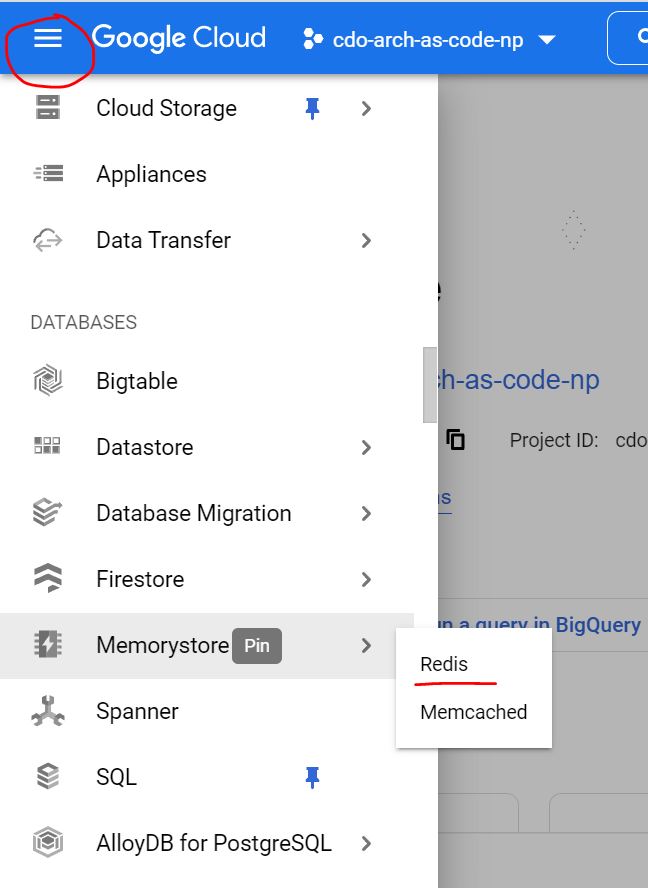 Google Cloud
cdo-arch-as-code-np
Cloud Storage
Appliances
Data Transfer
DATABASES
Bigtable
ch-as-code-np
Datastore
Project ID: cdo
Database Migration
Firestore
a query in BigQuery
Memorystore
Pin
Redis
Memcached
Spanner
SQL
AlloyDB for PostgreSQL